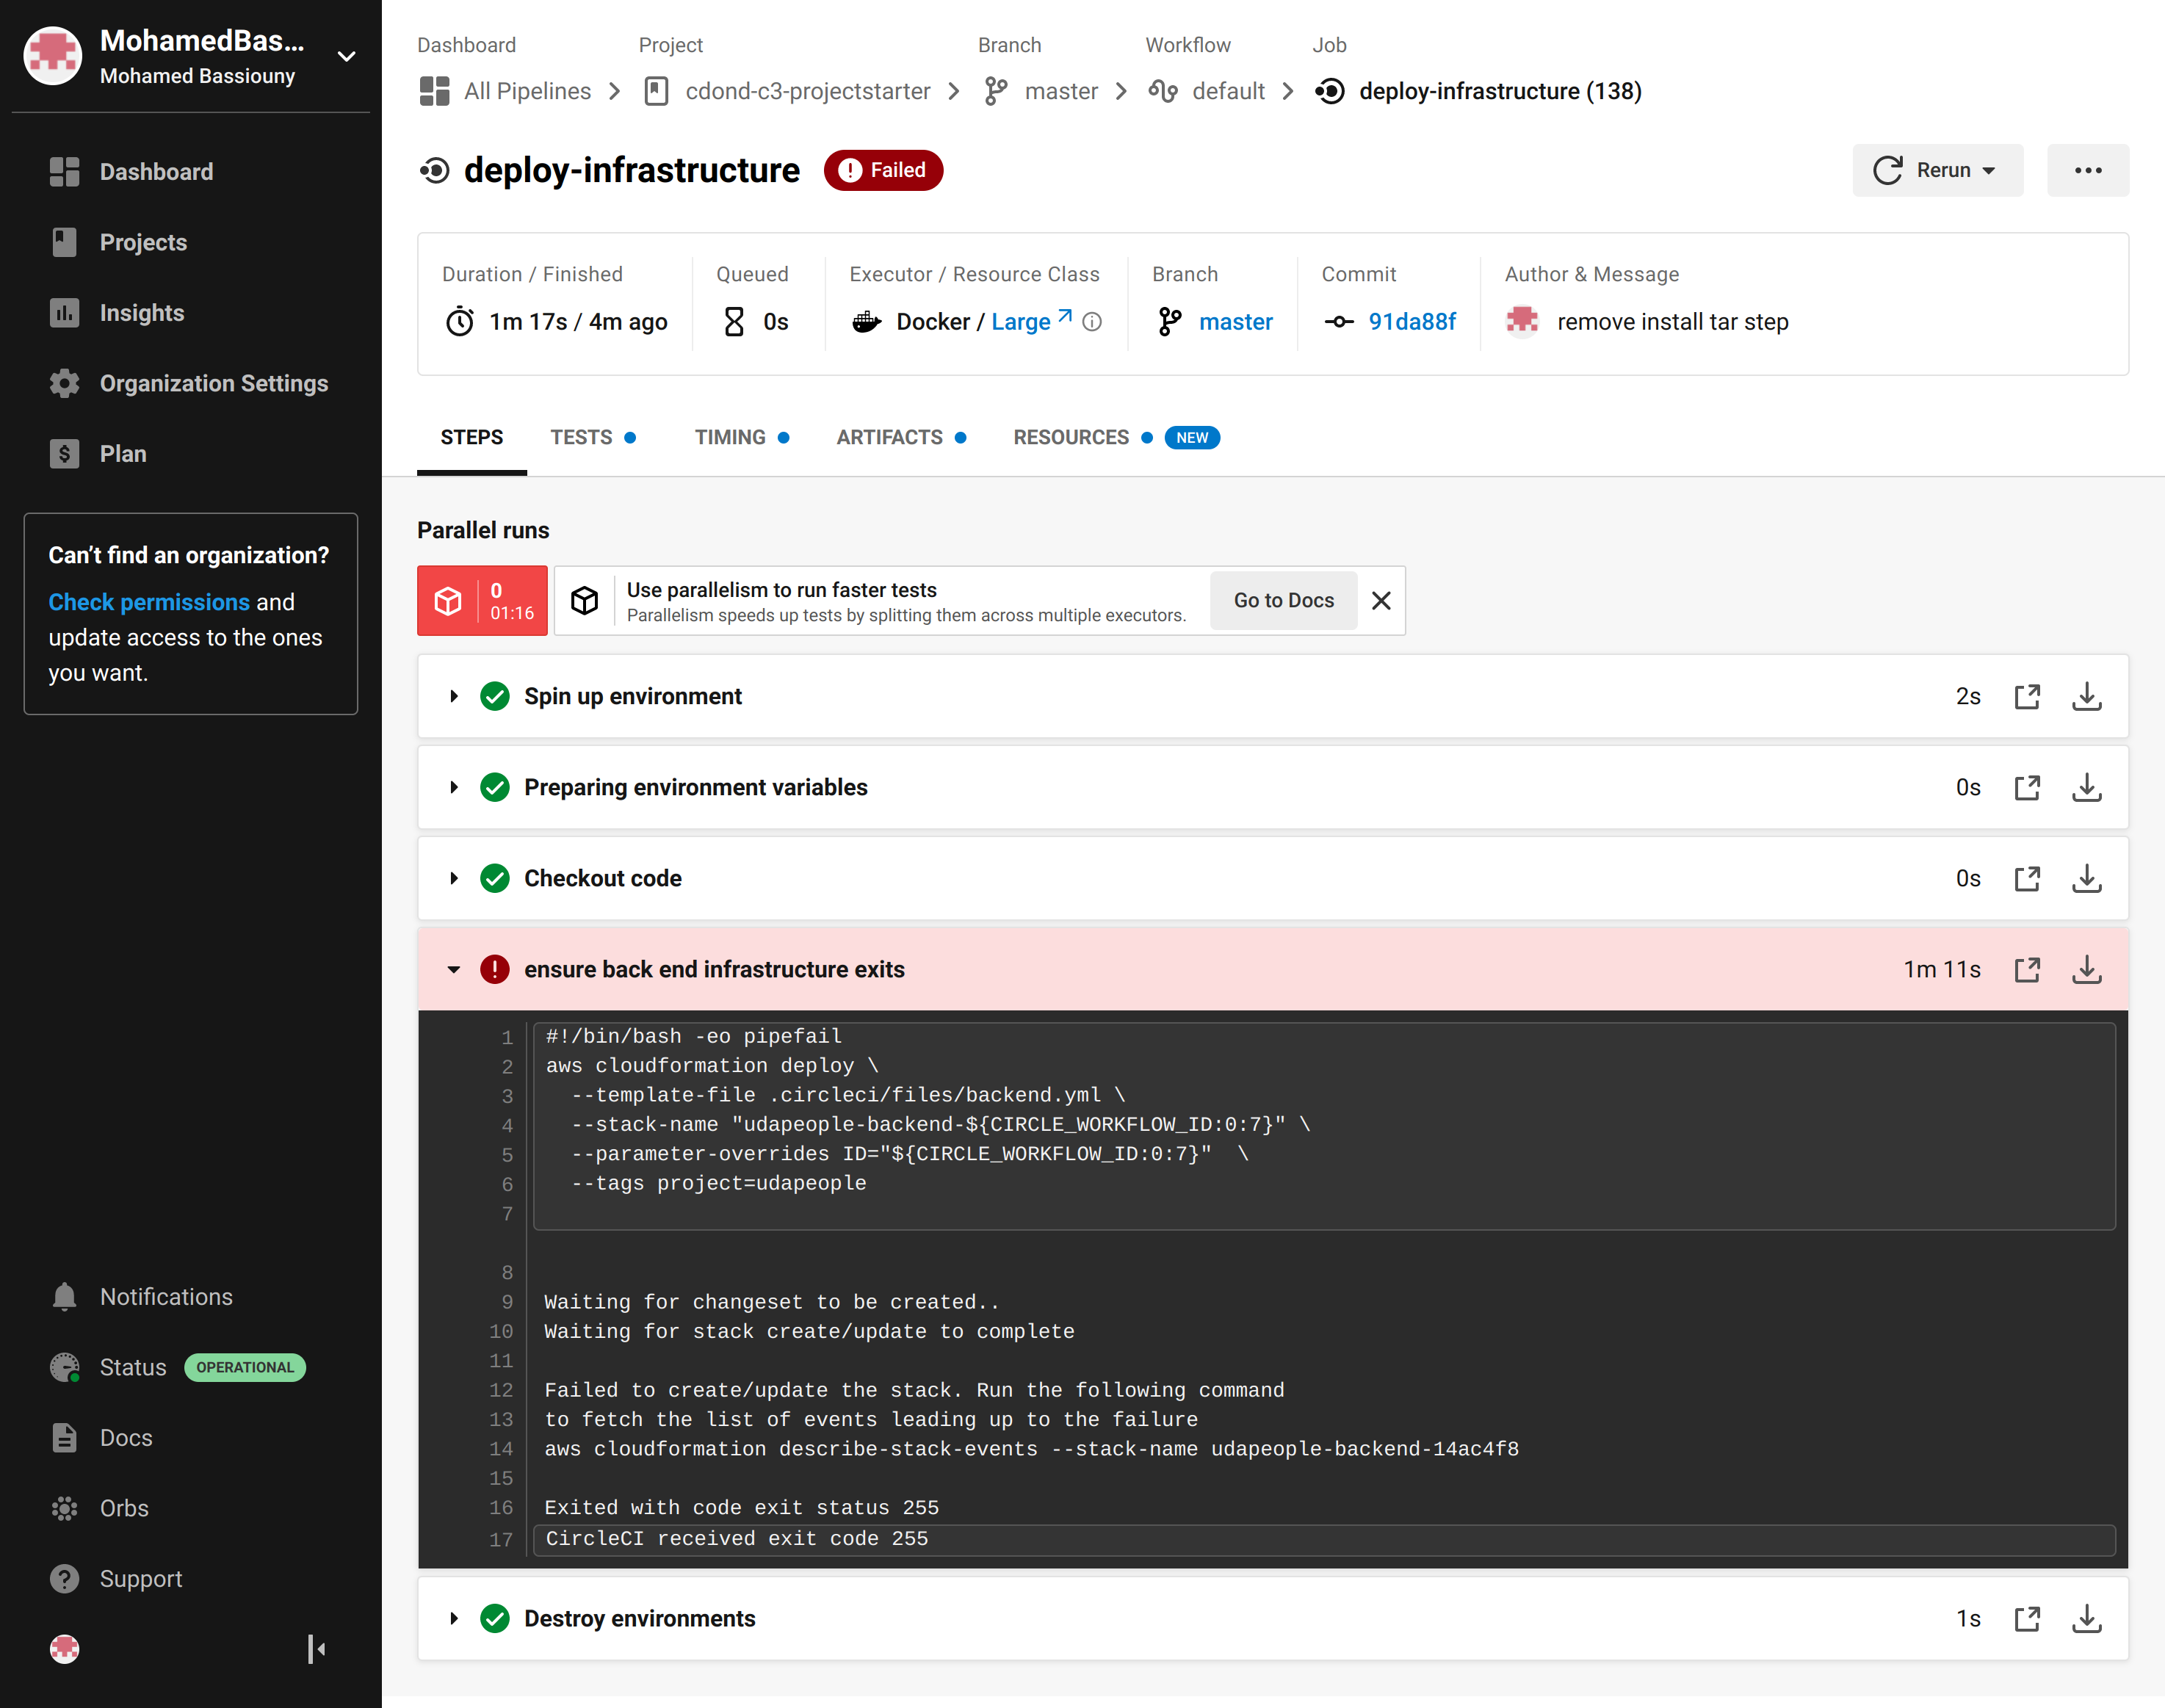 MohamedBas...
Mohamed Bassiouny
Dashboard
Projects
Insights
Organization Settings
Plan
Can't find an organization?
Check permissions and
update access to the ones
you want.
Notifications
Status OPERATIONAL
Docs
Orbs
Support
Dashboard Project Branch Workflow Job
All Pipelines cdond-c3-projectstarter master default deploy-infrastructure (138)
deploy-infrastructure Failed Rerun
Duration / Finished Queued Executor / Resource Class Branch Commit Author & Message
1m 17s / 4m ago 0s Docker / Large master 91da88f remove install tar step
STEPS TESTS TIMING ARTIFACTS RESOURCES NEW
Parallel runs
0
01:16
Use parallelism to run faster tests
Parallelism speeds up tests by splitting them across multiple executors.
Go to Docs
Spin up environment 2s
Preparing environment variables 0s
Checkout code 0s
ensure back end infrastructure exits 1m 11s
1 #!/bin/bash -eo pipefail
2 aws cloudformation deploy \
3   --template-file .circleci/files/backend.yml \
4   --stack-name "udapeople-backend-${CIRCLE_WORKFLOW_ID:0:7}" \
5   --parameter-overrides ID="${CIRCLE_WORKFLOW_ID:0:7}"  \
6   --tags project=udapeople
7
8
9 Waiting for changeset to be created..
10 Waiting for stack create/update to complete
11
12 Failed to create/update the stack. Run the following command
13 to fetch the list of events leading up to the failure
14 aws cloudformation describe-stack-events --stack-name udapeople-backend-14ac4f8
15
16 Exited with code exit status 255
17 CircleCI received exit code 255
Destroy environments 1s